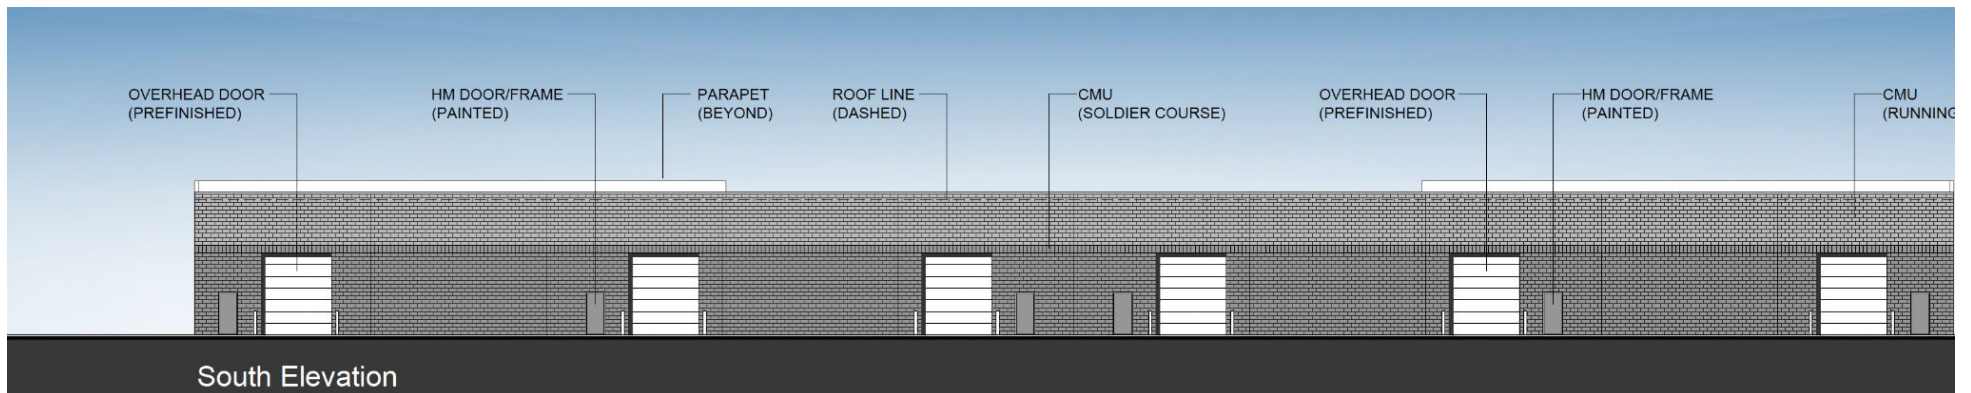 OVERHEAD DOOR
(PREFINISHED)
HM DOOR/FRAME
(PAINTED)
PARAPET
(BEYOND)
ROOF LINE
(DASHED)
CMU
(SOLDIER COURSE)
OVERHEAD DOOR
(PREFINISHED)
HM DOOR/FRAME
(PAINTED)
CMU
(RUNNING
South Elevation